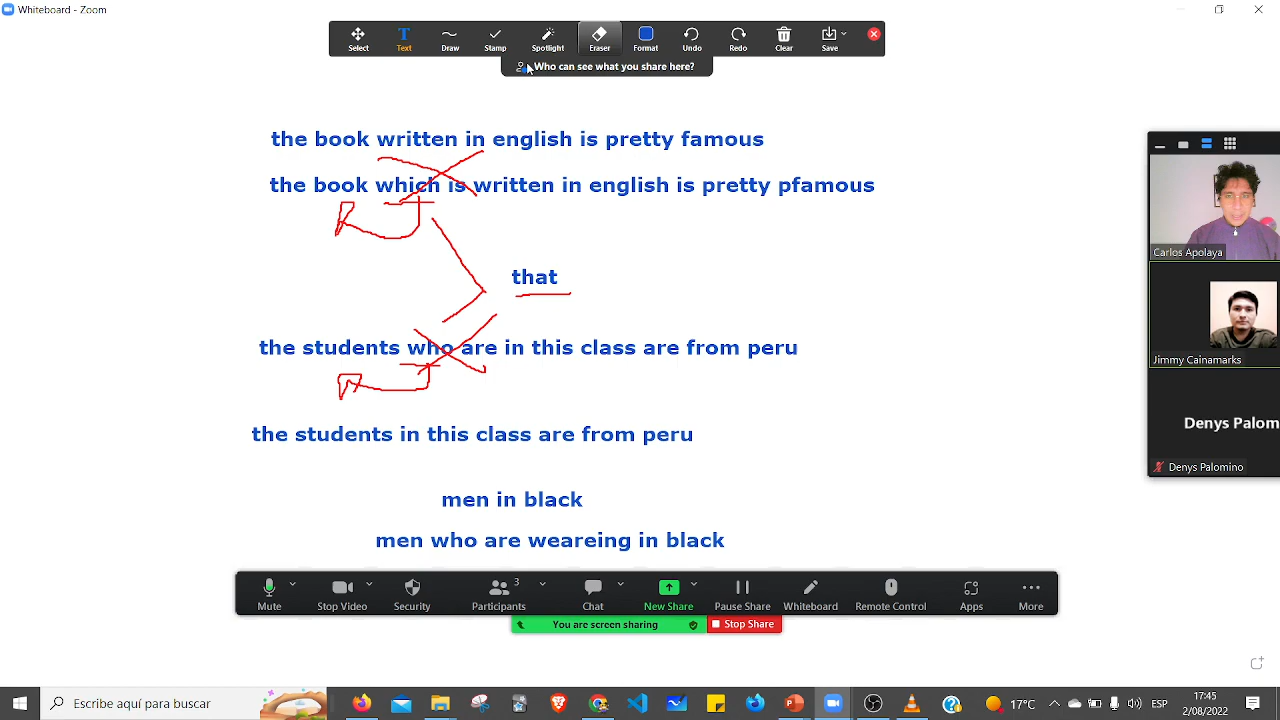 Whiteboard - Zoom
Select Text Draw Stamp Spotlight Eraser Format Undo Redo Clear Save
Who can see what you share here?
the book written in english is pretty famous
the book which is written in english is pretty pfamous
that
the students who are in this class are from peru
the students in this class are from peru
men in black
men who are weareing in black
Carlos Apolaya
Jimmy Cainamarks
Denys Palom
Denys Palomino
Mute Stop Video Security Participants 3 Chat New Share Pause Share Whiteboard Remote Control Apps More
You are screen sharing Stop Share
Escribe aquí para buscar
17°C ESP 17:45
2/08/2022